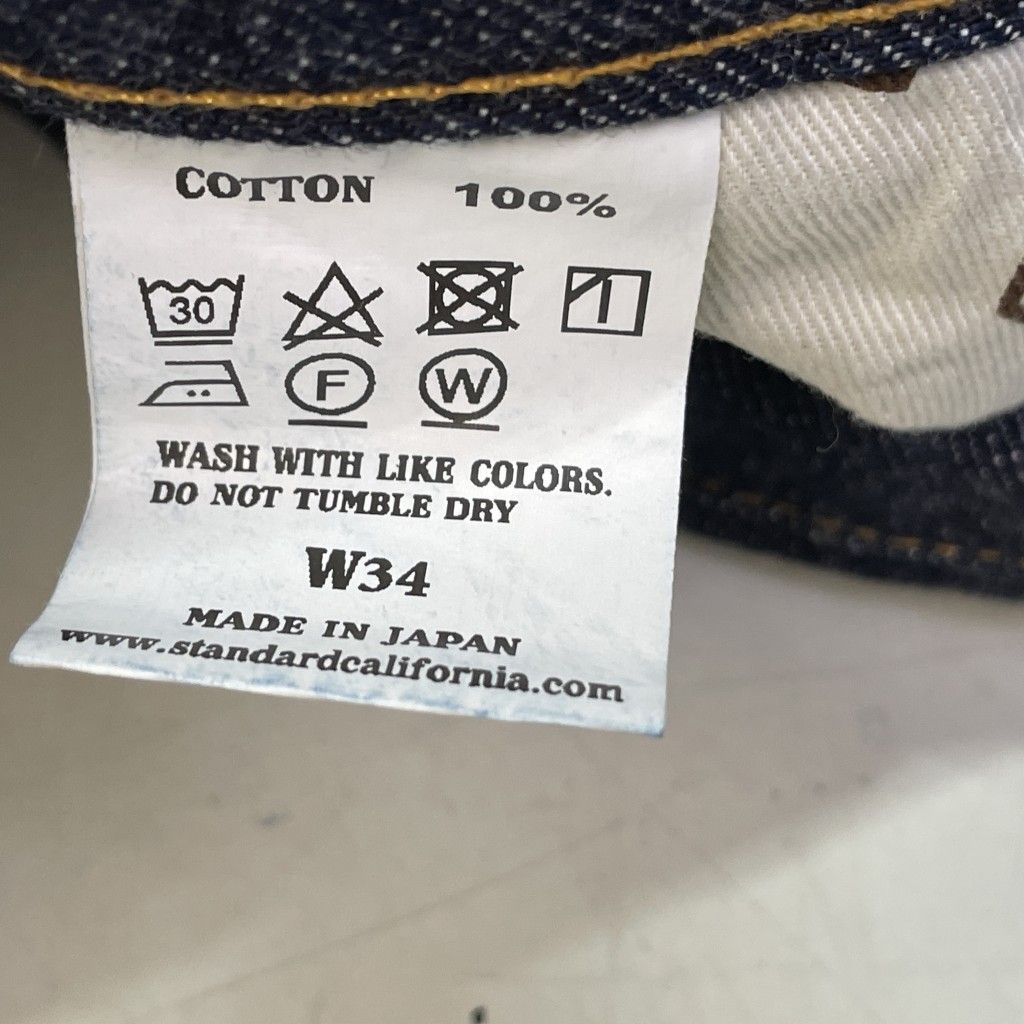 COTTON 100%
30
F W
WASH WITH LIKE COLORS.
DO NOT TUMBLE DRY
W34
MADE IN JAPAN
www.standardcalifornia.com